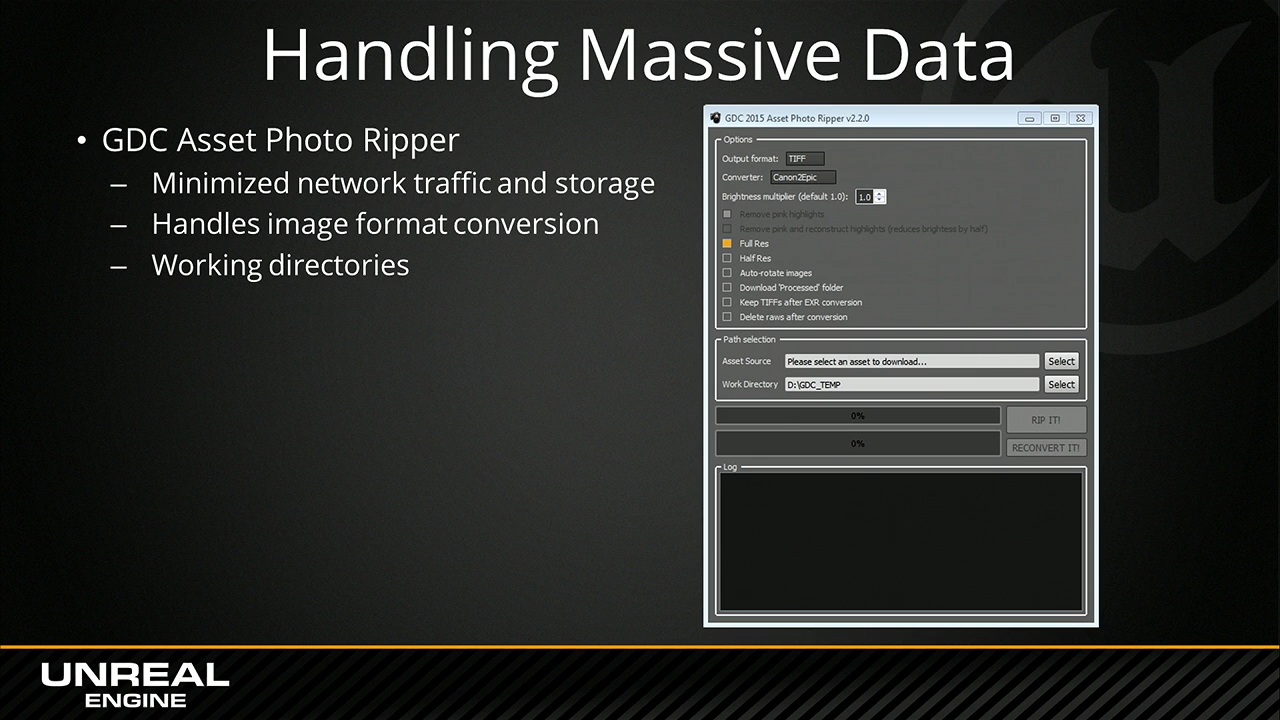 Handling Massive Data
• GDC Asset Photo Ripper
– Minimized network traffic and storage
– Handles image format conversion
– Working directories
GDC 2015 Asset Photo Ripper v2.2.0
Options
Output format: TIFF
Converter: Canon2Epic
Brightness multiplier (default 1.0): 1.0
Remove pink highlights
Remove pink and reconstruct highlights (reduces brightess by half)
Full Res
Half Res
Auto-rotate images
Download 'Processed' folder
Keep TIFFs after EXR conversion
Delete raws after conversion
Path selection
Asset Source Please select an asset to download... Select
Work Directory D:\GDC_TEMP Select
0% RIP IT!
0% RECONVERT IT!
Log
UNREAL
ENGINE